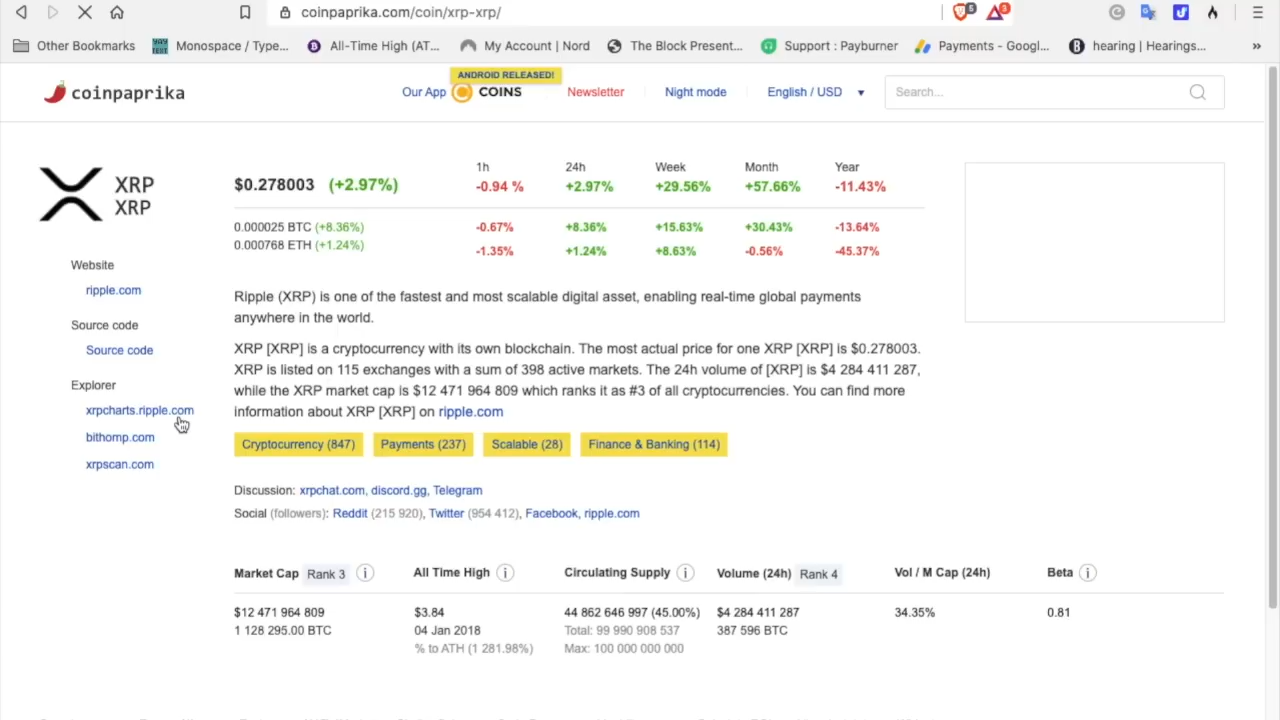 coinpaprika.com/coin/xrp-xrp/
5
3
Other Bookmarks
Monospace / Type...
All-Time High (AT...
My Account | Nord
The Block Present...
Support : Payburner
Payments - Googl...
hearing | Hearings...
»
coinpaprika
Our App
ANDROID RELEASED!
COINS
Newsletter
Night mode
English / USD
Search...
XRP
XRP
Website
ripple.com
Source code
Source code
Explorer
xrpcharts.ripple.com
bithomp.com
xrpscan.com
$0.278003 (+2.97%)
1h 24h Week Month Year
-0.94 % +2.97% +29.56% +57.66% -11.43%
0.000025 BTC (+8.36%) -0.67% +8.36% +15.63% +30.43% -13.64%
0.000768 ETH (+1.24%) -1.35% +1.24% +8.63% -0.56% -45.37%
Ripple (XRP) is one of the fastest and most scalable digital asset, enabling real-time global payments
anywhere in the world.
XRP [XRP] is a cryptocurrency with its own blockchain. The most actual price for one XRP [XRP] is $0.278003.
XRP is listed on 115 exchanges with a sum of 398 active markets. The 24h volume of [XRP] is $4 284 411 287,
while the XRP market cap is $12 471 964 809 which ranks it as #3 of all cryptocurrencies. You can find more
information about XRP [XRP] on ripple.com
Cryptocurrency (847) Payments (237) Scalable (28) Finance & Banking (114)
Discussion: xrpchat.com, discord.gg, Telegram
Social (followers): Reddit (215 920), Twitter (954 412), Facebook, ripple.com
Market Cap Rank 3 i All Time High i Circulating Supply i Volume (24h) Rank 4 Vol / M Cap (24h) Beta i
$12 471 964 809 $3.84 44 862 646 997 (45.00%) $4 284 411 287 34.35% 0.81
1 128 295.00 BTC 04 Jan 2018 Total: 99 990 908 537 387 596 BTC
% to ATH (1 281.98%) Max: 100 000 000 000